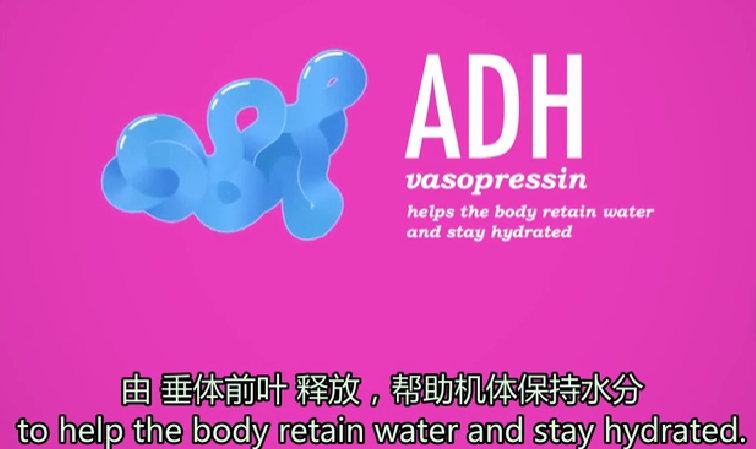 ADH
vasopressin
helps the body retain water
and stay hydrated
由 垂体前叶 释放，帮助机体保持水分
to help the body retain water and stay hydrated.